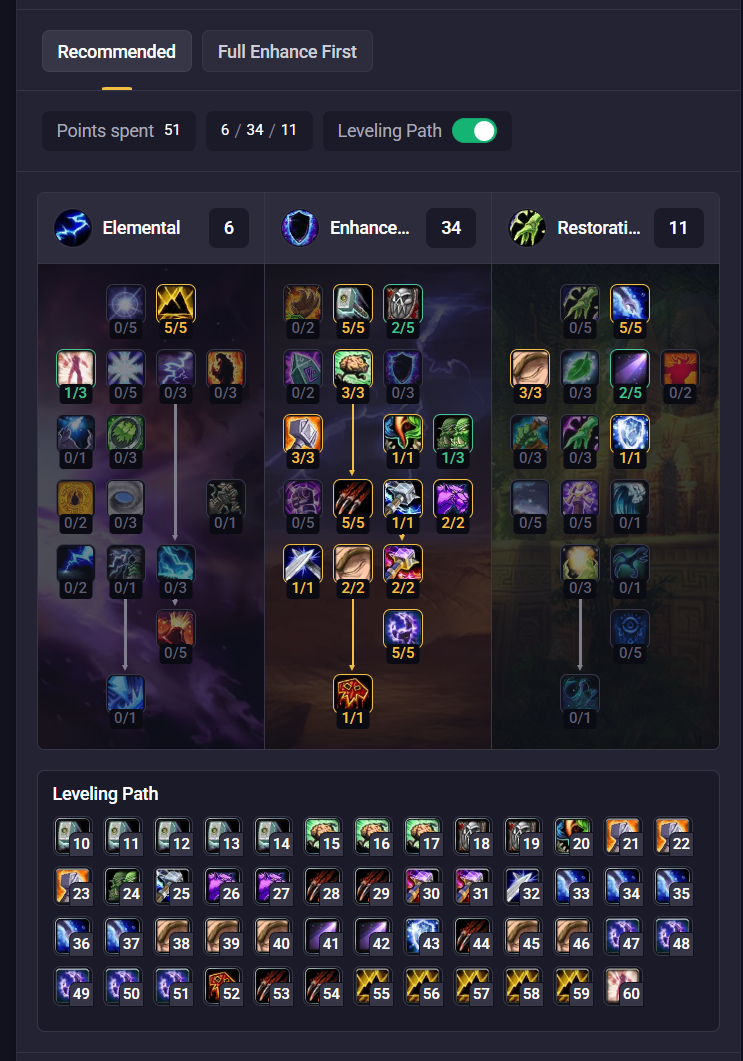 Recommended Full Enhance First
Points spent 51 6 / 34 / 11 Leveling Path
Elemental 6 Enhance... 34 Restorati... 11
0/5 5/5 0/2 5/5 2/5 0/5 5/5
1/3 0/5 0/3 0/3 0/2 3/3 0/3 3/3 0/3 2/5 0/2
0/1 0/3 3/3 1/1 1/3 0/3 0/3 1/1
0/2 0/3 0/1 0/5 5/5 1/1 2/2 0/5 0/5 0/1
0/2 0/1 0/3 1/1 2/2 2/2 0/3 0/1
0/5 5/5 0/5
0/1 1/1 0/1
Leveling Path
10 11 12 13 14 15 16 17 18 19 20 21 22
23 24 25 26 27 28 29 30 31 32 33 34 35
36 37 38 39 40 41 42 43 44 45 46 47 48
49 50 51 52 53 54 55 56 57 58 59 60